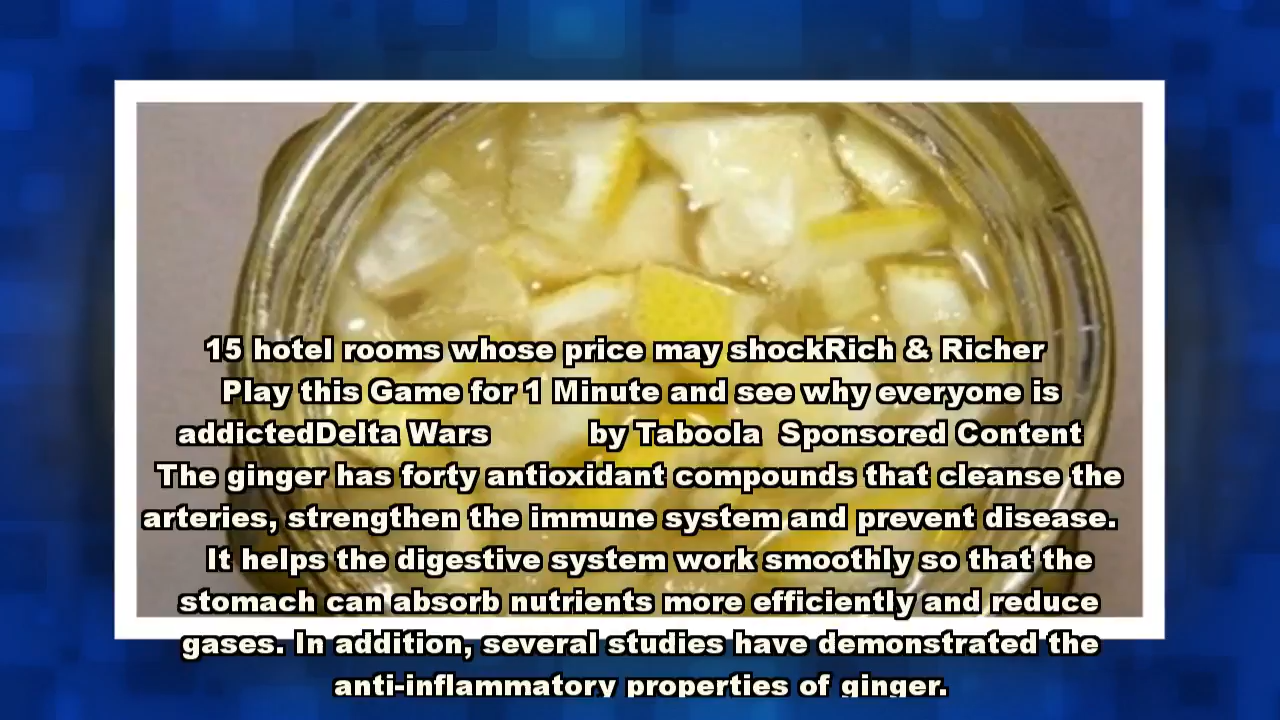 15 hotel rooms whose price may shockRich & Richer
Play this Game for 1 Minute and see why everyone is
addictedDelta Wars by Taboola Sponsored Content
The ginger has forty antioxidant compounds that cleanse the
arteries, strengthen the immune system and prevent disease.
It helps the digestive system work smoothly so that the
stomach can absorb nutrients more efficiently and reduce
gases. In addition, several studies have demonstrated the
anti-inflammatory properties of ginger.